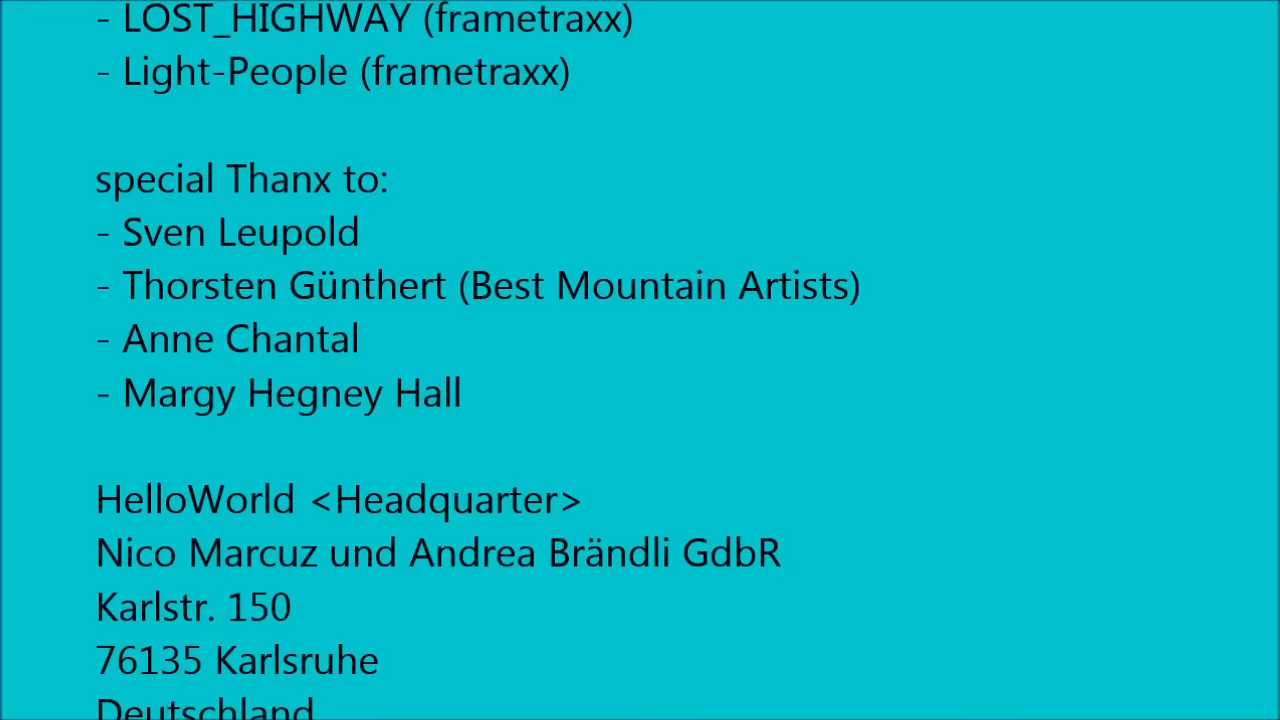 - LOST_HIGHWAY (frametraxx)
- Light-People (frametraxx)
special Thanx to:
- Sven Leupold
- Thorsten Günthert (Best Mountain Artists)
- Anne Chantal
- Margy Hegney Hall
HelloWorld <Headquarter>
Nico Marcuz und Andrea Brändli GdbR
Karlstr. 150
76135 Karlsruhe
Deutschland